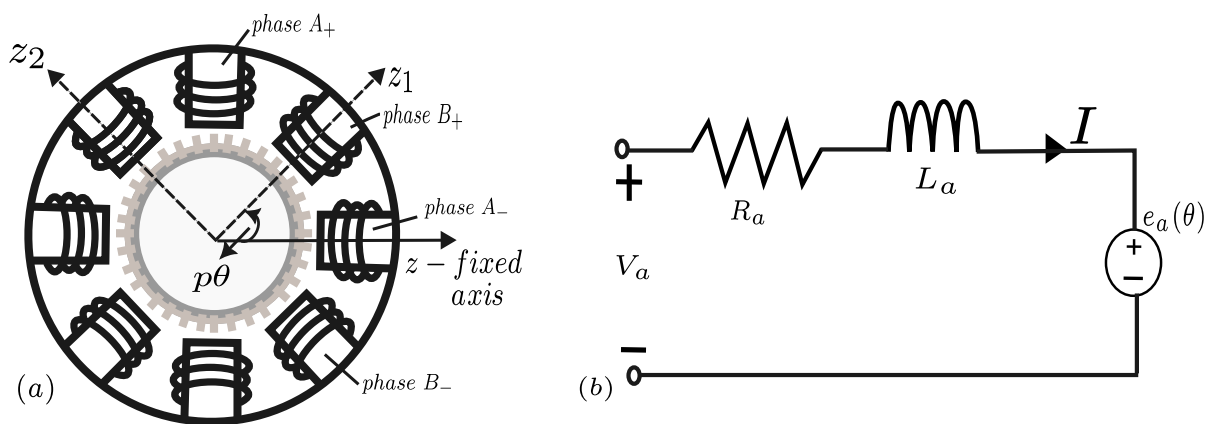 phase A₊
z₂
z₁
phase B₊
phase A₋
z − fixed
axis
pθ
phase B₋
(a)
I
Lₐ
Rₐ
eₐ(θ)
+
−
+
Vₐ
−
(b)